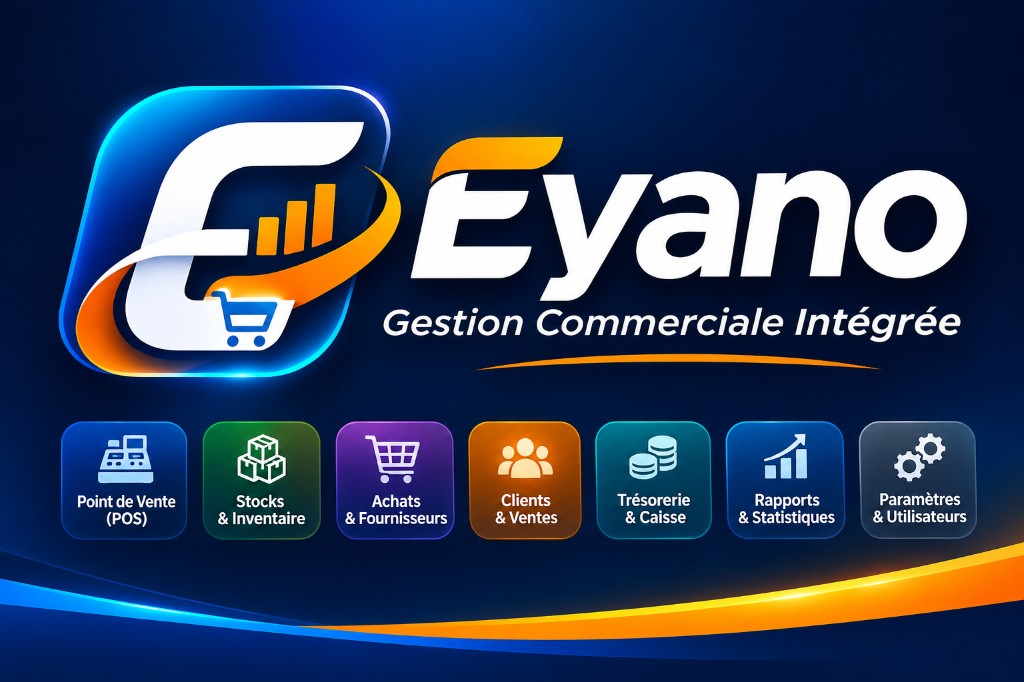 Eyano
Gestion Commerciale Intégrée
Point de Vente
(POS)
Stocks
& Inventaire
Achats
& Fournisseurs
Clients
& Ventes
Trésorerie
& Caisse
Rapports
& Statistiques
Paramètres
& Utilisateurs